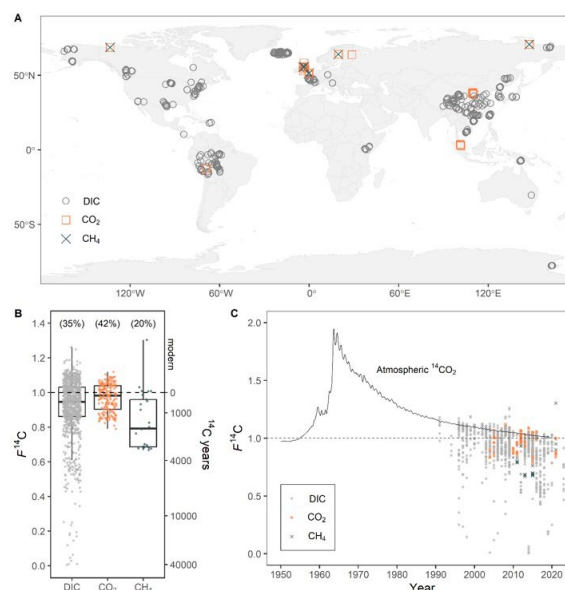 A
50°N
0°
50°S
DIC
CO₂
CH₄
120°W
60°W
0°
60°E
120°E
B
(35%)
(42%)
(20%)
1.4
1.2
1.0
0.8
0.6
0.4
0.2
0.0
F¹⁴C
modern
0
1000
4000
10000
40000
¹⁴C years
DIC
CO₂
CH₄
C
2.0
1.5
1.0
0.5
0.0
F¹⁴C
Atmospheric ¹⁴CO₂
DIC
CO₂
CH₄
1950
1960
1970
1980
1990
2000
2010
2020
Year